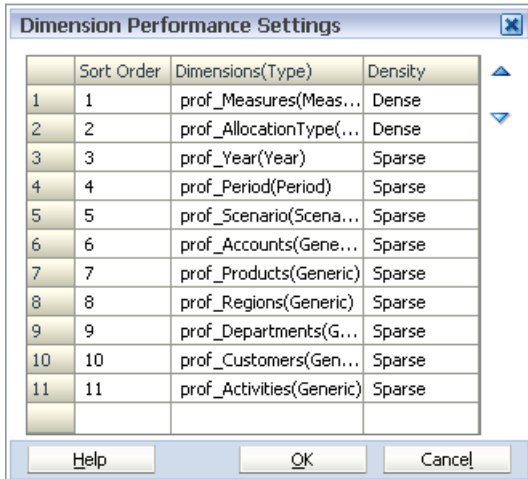 Dimension Performance Settings
Sort Order Dimensions(Type) Density
1 1 prof_Measures(Meas... Dense
2 2 prof_AllocationType(... Dense
3 3 prof_Year(Year) Sparse
4 4 prof_Period(Period) Sparse
5 5 prof_Scenario(Scena... Sparse
6 6 prof_Accounts(Gene... Sparse
7 7 prof_Products(Generic) Sparse
8 8 prof_Regions(Generic) Sparse
9 9 prof_Departments(G... Sparse
10 10 prof_Customers(Gen... Sparse
11 11 prof_Activities(Generic) Sparse
Help OK Cancel